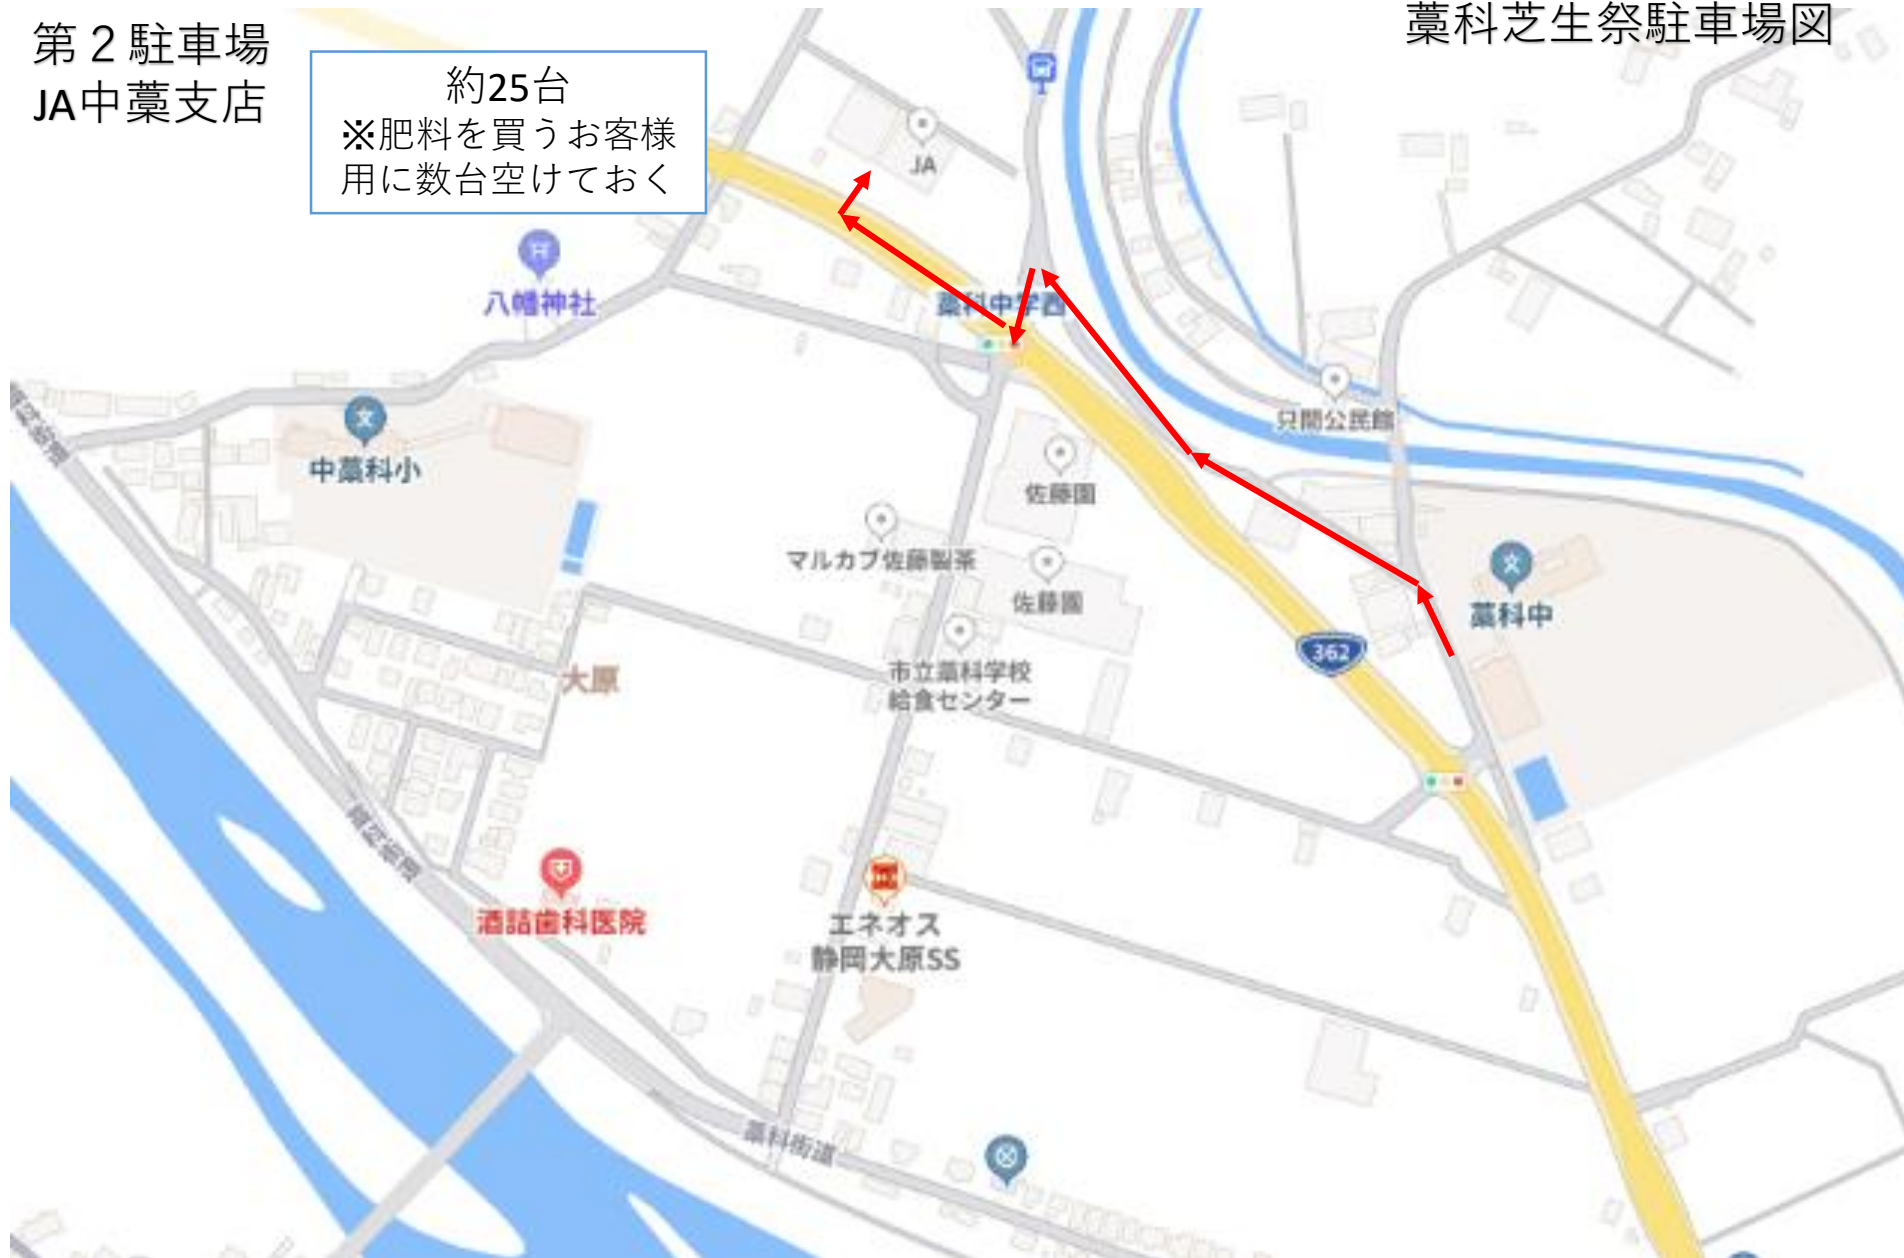 第２駐車場
JA中藁支店
藁科芝生祭駐車場図
約25台
※肥料を買うお客様
用に数台空けておく
JA
八幡神社
藁科中学西
只間公民館
中藁科小
佐藤園
マルカブ佐藤製茶
佐藤園
藁科中
362
市立藁科学校
給食センター
大原
酒詰歯科医院
エネオス
静岡大原SS
藁科街道